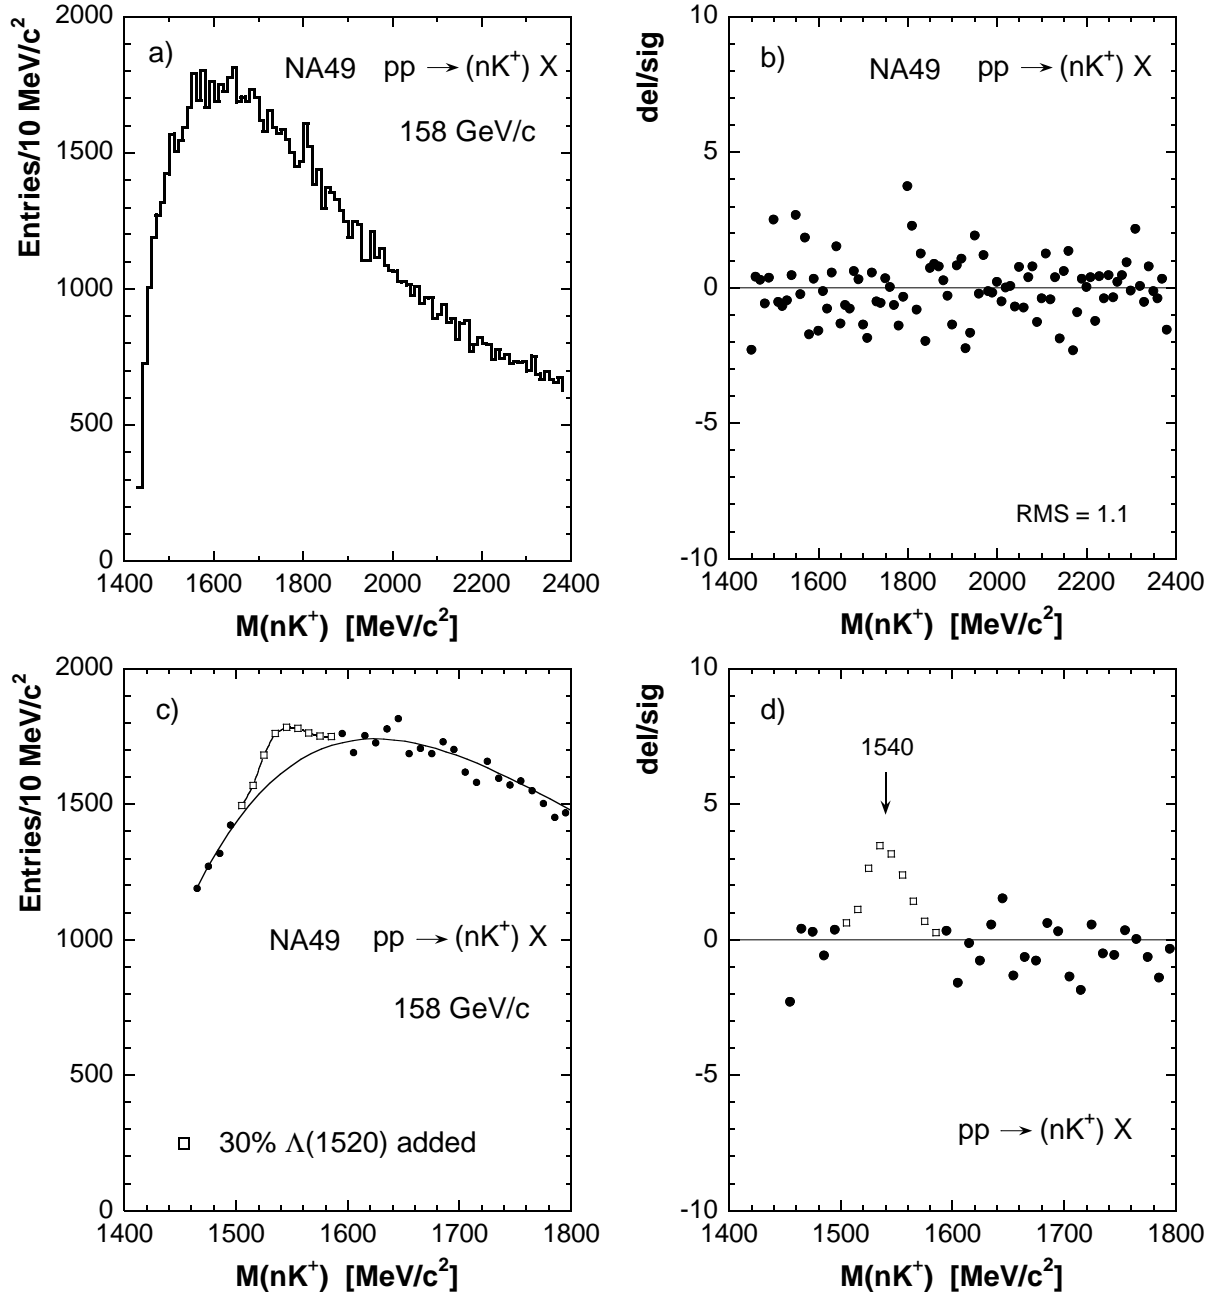 a)
NA49 pp → (nK⁺) X
158 GeV/c
Entries/10 MeV/c²
2000
1500
1000
500
0
1400 1600 1800 2000 2200 2400
M(nK⁺) [MeV/c²]
b)
NA49 pp → (nK⁺) X
del/sig
10
5
0
-5
-10
RMS = 1.1
1400 1600 1800 2000 2200 2400
M(nK⁺) [MeV/c²]
c)
Entries/10 MeV/c²
2000
1500
1000
500
0
NA49 pp → (nK⁺) X
158 GeV/c
30% Λ(1520) added
1400 1500 1600 1700 1800
M(nK⁺) [MeV/c²]
d)
del/sig
10
5
0
-5
-10
1540
pp → (nK⁺) X
1400 1500 1600 1700 1800
M(nK⁺) [MeV/c²]